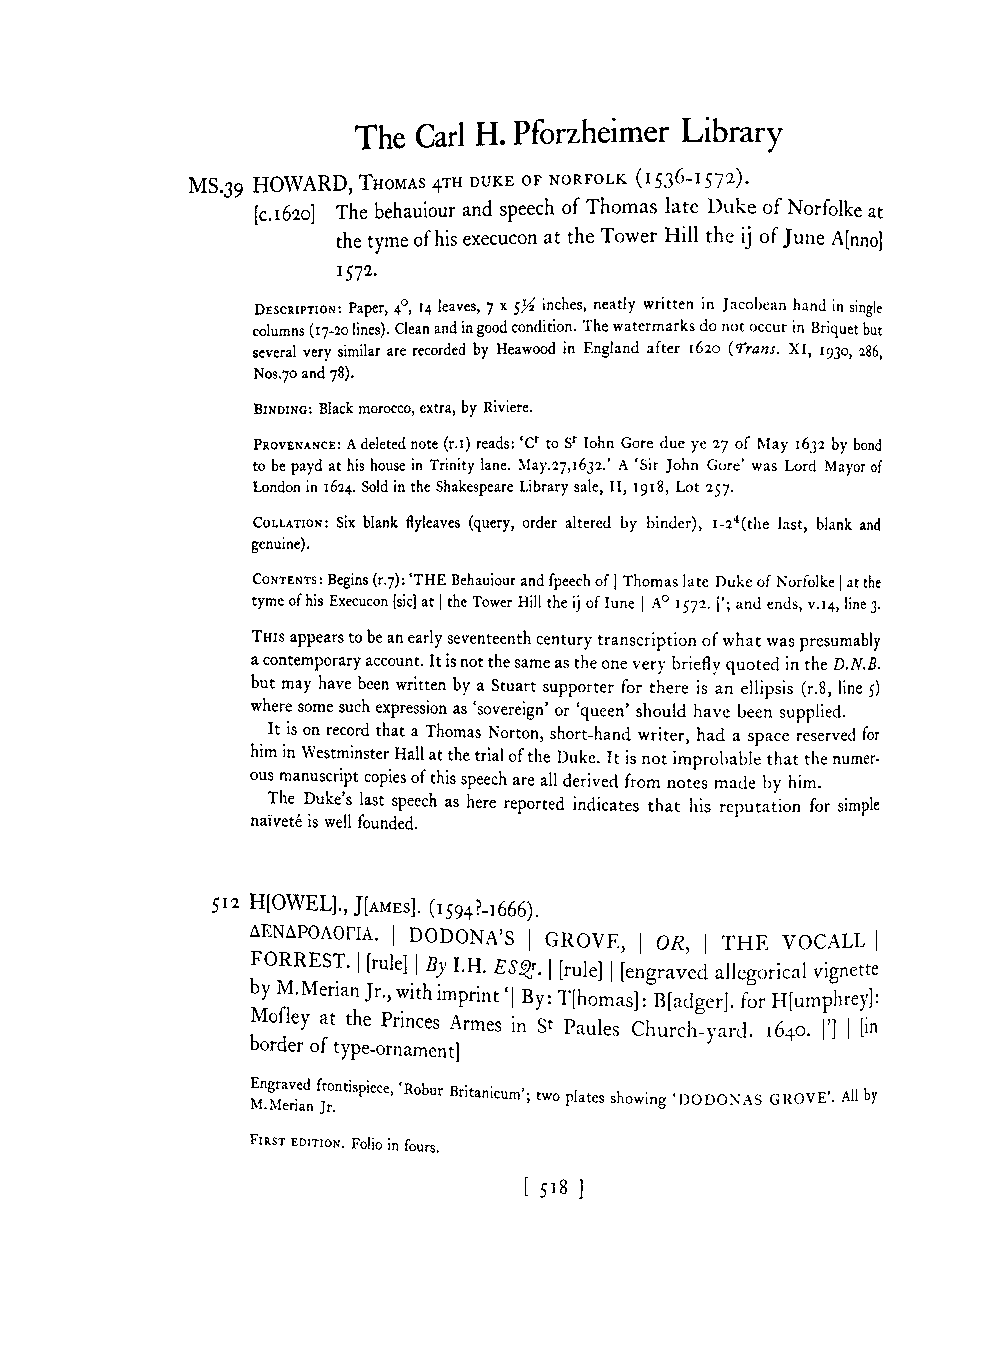 The Carl H. Pforzheimer Library
MS.39 HOWARD, THOMAS 4TH DUKE OF NORFOLK (1536-1572).
[c.1620] The behauiour and speech of Thomas late Duke of Norfolke at
the tyme of his execucon at the Tower Hill the ij of June A[nno]
1572.
DESCRIPTION: Paper, 4°, 14 leaves, 7 x 5½ inches, neatly written in Jacobean hand in single
columns (17-20 lines). Clean and in good condition. The watermarks do not occur in Briquet but
several very similar are recorded by Heawood in England after 1620 (Trans. XI, 1930, 286,
Nos.70 and 78).
BINDING: Black morocco, extra, by Riviere.
PROVENANCE: A deleted note (r.1) reads: 'Cʳ to Sʳ Iohn Gore due ye 27 of May 1632 by bond
to be payd at his house in Trinity lane. May.27,1632.' A 'Sir John Gore' was Lord Mayor of
London in 1624. Sold in the Shakespeare Library sale, II, 1918, Lot 257.
COLLATION: Six blank flyleaves (query, order altered by binder), 1-2⁴(the last, blank and
genuine).
CONTENTS: Begins (r.7): 'THE Behauiour and ſpeech of | Thomas late Duke of Norfolke | at the
tyme of his Execucon [sic] at | the Tower Hill the ij of Iune | A° 1572. |'; and ends, v.14, line 3.
THIS appears to be an early seventeenth century transcription of what was presumably
a contemporary account. It is not the same as the one very briefly quoted in the D.N.B.
but may have been written by a Stuart supporter for there is an ellipsis (r.8, line 5)
where some such expression as 'sovereign' or 'queen' should have been supplied.
It is on record that a Thomas Norton, short-hand writer, had a space reserved for
him in Westminster Hall at the trial of the Duke. It is not improbable that the numer-
ous manuscript copies of this speech are all derived from notes made by him.
The Duke's last speech as here reported indicates that his reputation for simple
naïveté is well founded.
512 H[OWEL]., J[AMES]. (1594?-1666).
ΔΕΝΔΡΟΛΟΓΙΑ. | DODONA'S | GROVE, | OR, | THE VOCALL |
FORREST. | [rule] | By I.H. ESQʳ. | [rule] | [engraved allegorical vignette
by M.Merian Jr., with imprint '| By: T[homas]: B[adger]. for H[umphrey]:
Moſley at the Princes Armes in Sᵗ Paules Church-yard. 1640. |'] | [in
border of type-ornament]
Engraved frontispiece, 'Robur Britanicum'; two plates showing 'DODONAS GROVE'. All by
M.Merian Jr.
FIRST EDITION. Folio in fours.
[ 518 ]